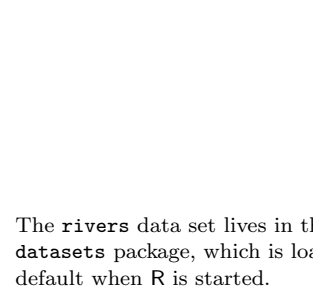 The rivers data set lives in
datasets package, which is
default when R is started.